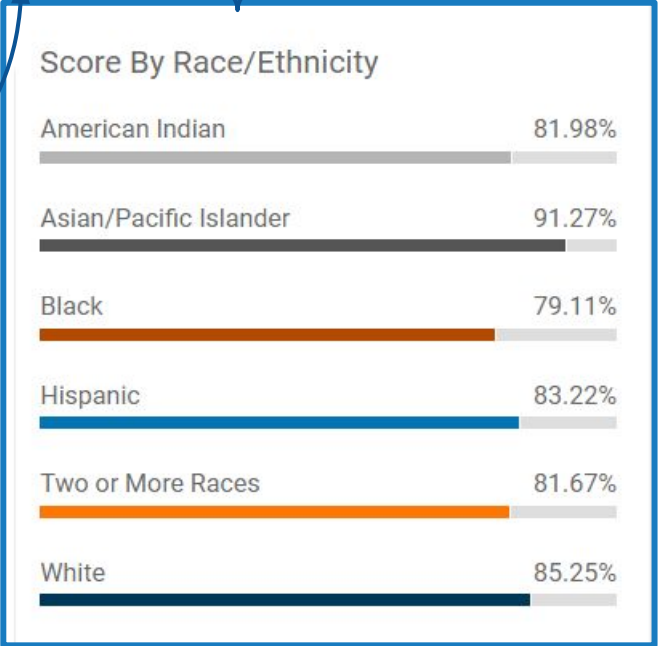 Score By Race/Ethnicity
American Indian 81.98%
Asian/Pacific Islander 91.27%
Black 79.11%
Hispanic 83.22%
Two or More Races 81.67%
White 85.25%